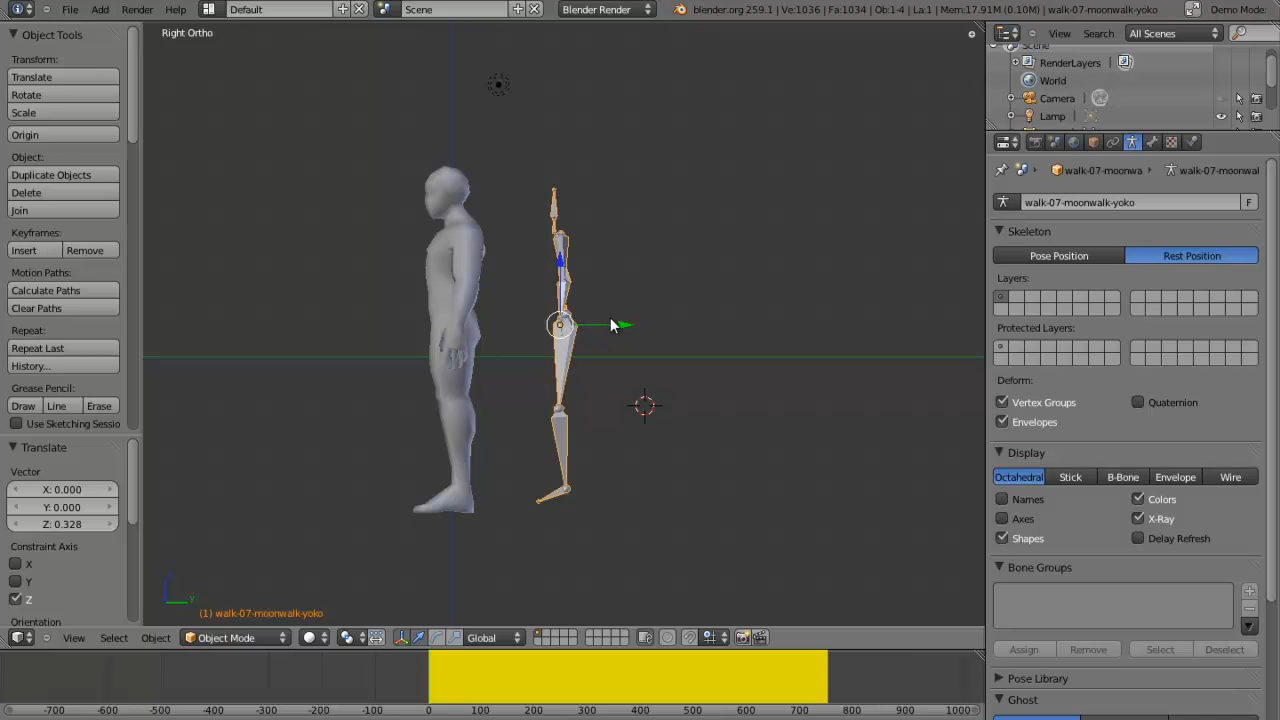 File Add Render Help Default Scene Blender Render blender.org 259.1 | Ve:1036 | Fa:1034 | Ob:1-4 | La:1 | Mem:17.91M (0.10M) | walk-07-moonwalk-yoko Demo Mode:
Object Tools
Transform:
Translate
Rotate
Scale
Origin
Object:
Duplicate Objects
Delete
Join
Keyframes:
Insert Remove
Motion Paths:
Calculate Paths
Clear Paths
Repeat:
Repeat Last
History...
Grease Pencil:
Draw Line Erase
Use Sketching Sessio
Translate
Vector
X: 0.000
Y: 0.000
Z: 0.328
Constraint Axis
X
Y
Z
Orientation
Right Ortho
Y
(1) walk-07-moonwalk-yoko
View Select Object Object Mode Global
-700 -600 -500 -400 -300 -200 -100 0 100 200 300 400 500 600 700 800 900 1000
View Search All Scenes
Scene
RenderLayers
World
Camera
Lamp
walk-07-moonwa walk-07-moonwal
walk-07-moonwalk-yoko F
Skeleton
Pose Position Rest Position
Layers:
Protected Layers:
Deform:
Vertex Groups Quaternion
Envelopes
Display
Octahedral Stick B-Bone Envelope Wire
Names Colors
Axes X-Ray
Shapes Delay Refresh
Bone Groups
Assign Remove Select Deselect
Pose Library
Ghost